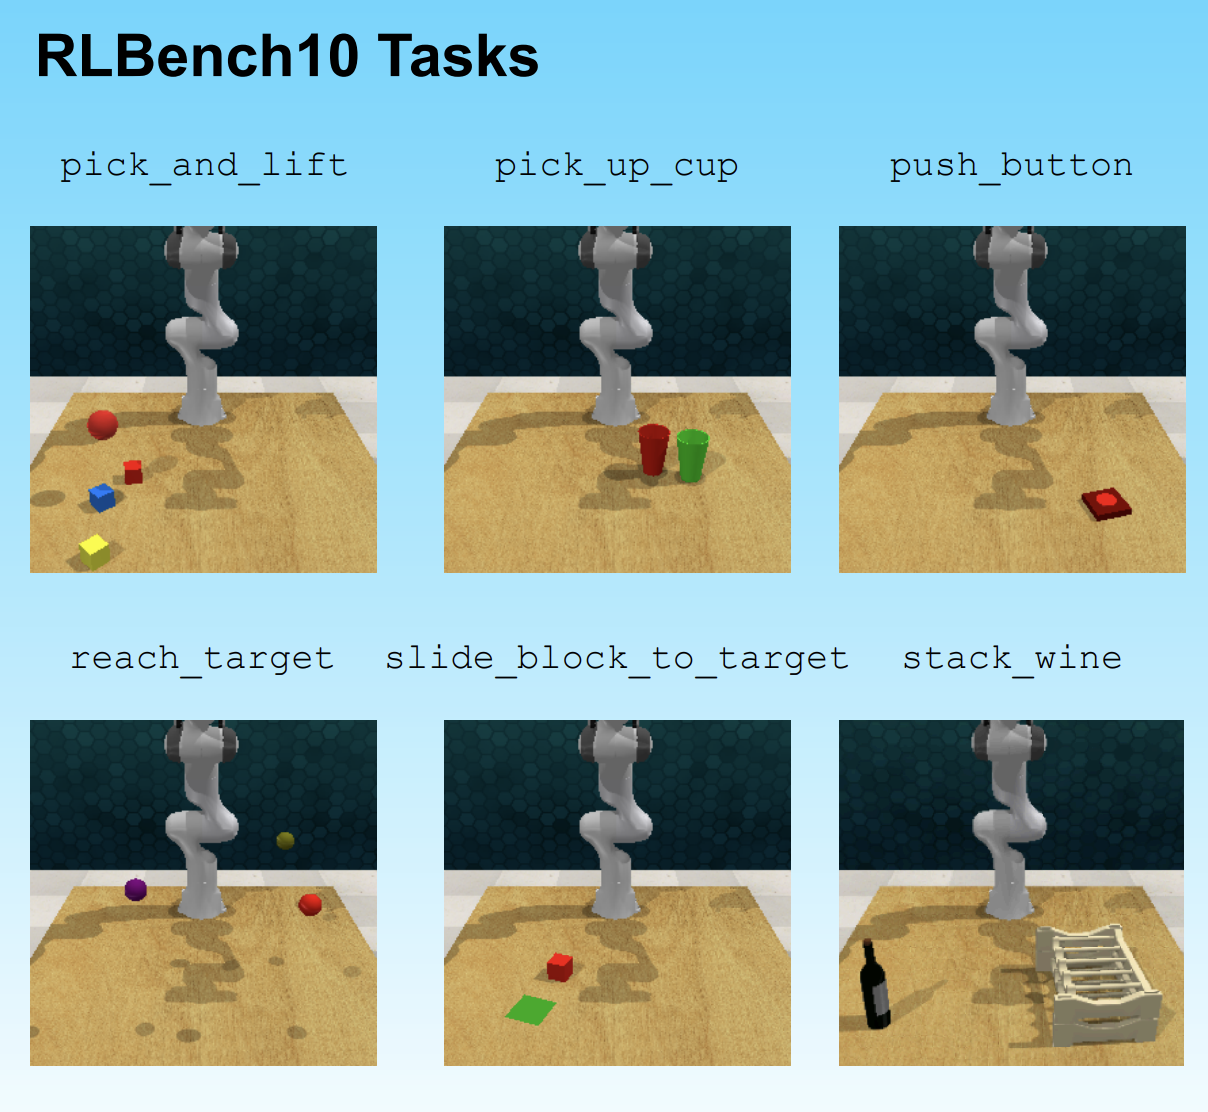 RLBench10 Tasks
pick_and_lift
pick_up_cup
push_button
reach_target
slide_block_to_target
stack_wine